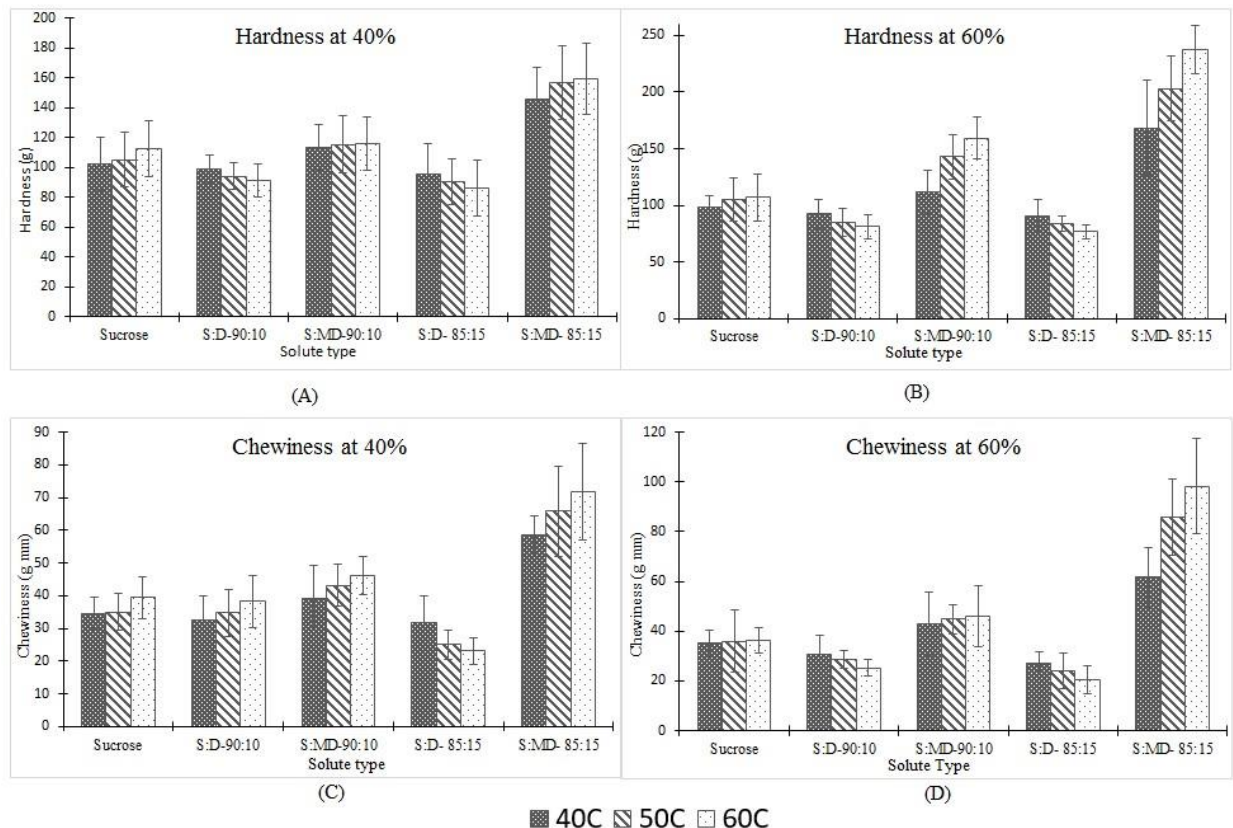 Hardness at 40%
200
180
160
140
120
100
80
60
40
20
0
Hardness (g)
Sucrose S:D-90:10 S:MD-90:10 S:D- 85:15 S:MD- 85:15
Solute type
(A)
Hardness at 60%
250
200
150
100
50
0
Hardness (g)
Sucrose S:D-90:10 S:MD-90:10 S:D- 85:15 S:MD- 85:15
Solute type
(B)
Chewiness at 40%
90
80
70
60
50
40
30
20
10
0
Chewiness (g mm)
Sucrose S:D-90:10 S:MD-90:10 S:D- 85:15 S:MD- 85:15
Solute type
(C)
Chewiness at 60%
120
100
80
60
40
20
0
Chewiness (g mm)
Sucrose S:D-90:10 S:MD-90:10 S:D- 85:15 S:MD- 85:15
Solute Type
(D)
40C 50C 60C